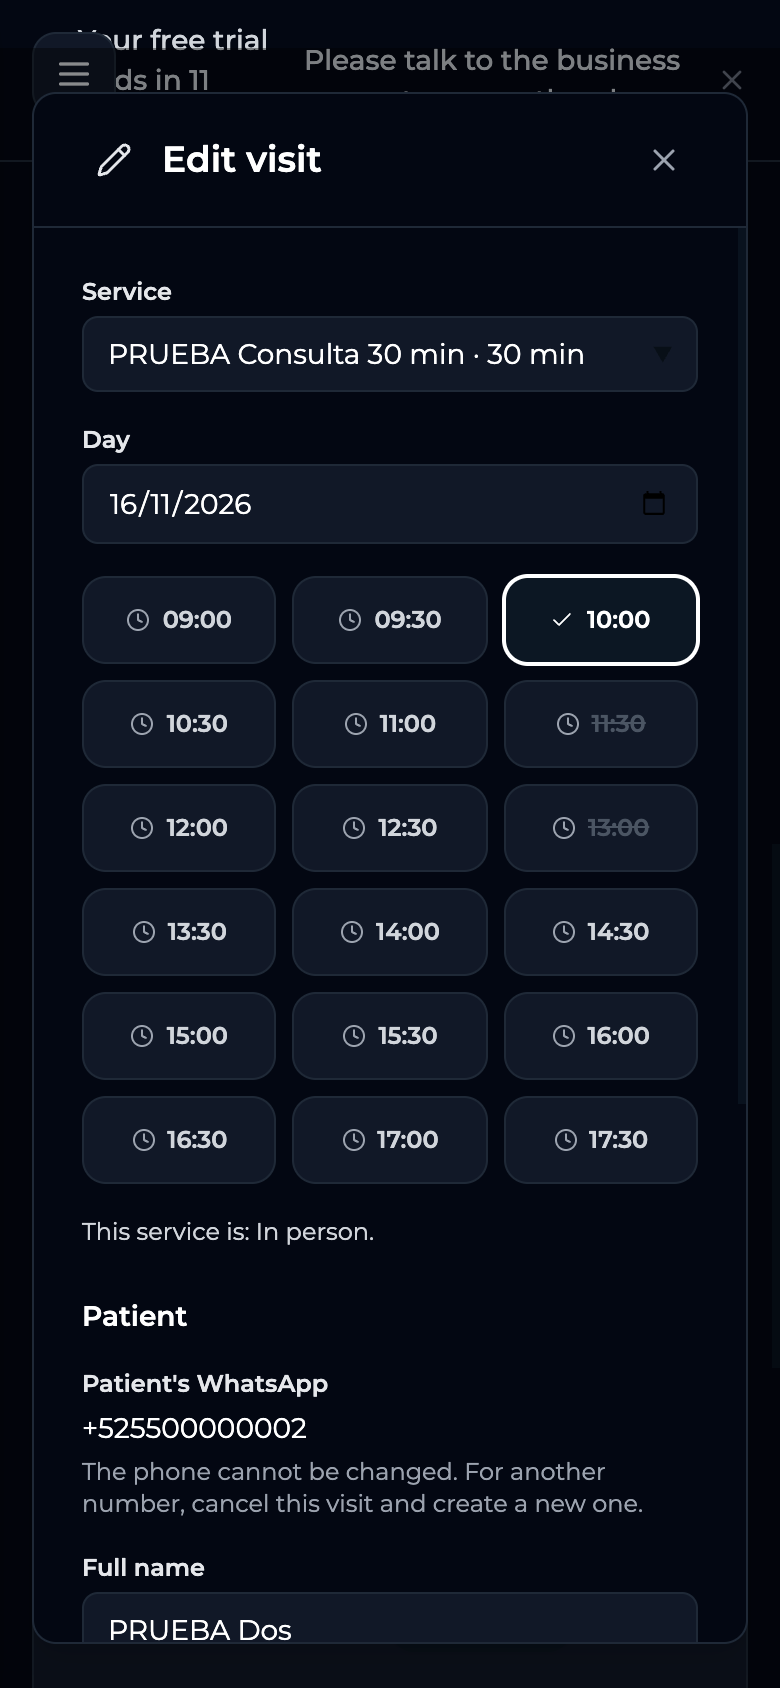 Your free trial
ds in 11
Please talk to the business
Edit visit
Service
PRUEBA Consulta 30 min · 30 min
Day
16/11/2026
09:00
09:30
10:00
10:30
11:00
11:30
12:00
12:30
13:00
13:30
14:00
14:30
15:00
15:30
16:00
16:30
17:00
17:30
This service is: In person.
Patient
Patient's WhatsApp
+525500000002
The phone cannot be changed. For another
number, cancel this visit and create a new one.
Full name
PRUEBA Dos